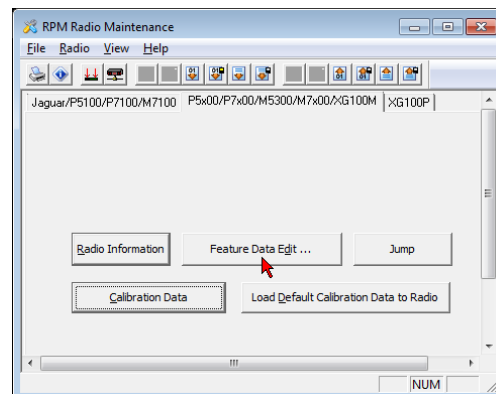 RPM Radio Maintenance
File Radio View Help
Jaguar/P5100/P7100/M7100 P5x00/P7x00/M5300/M7x00/XG100M XG100P
Radio Information Feature Data Edit ... Jump
Calibration Data Load Default Calibration Data to Radio
NUM